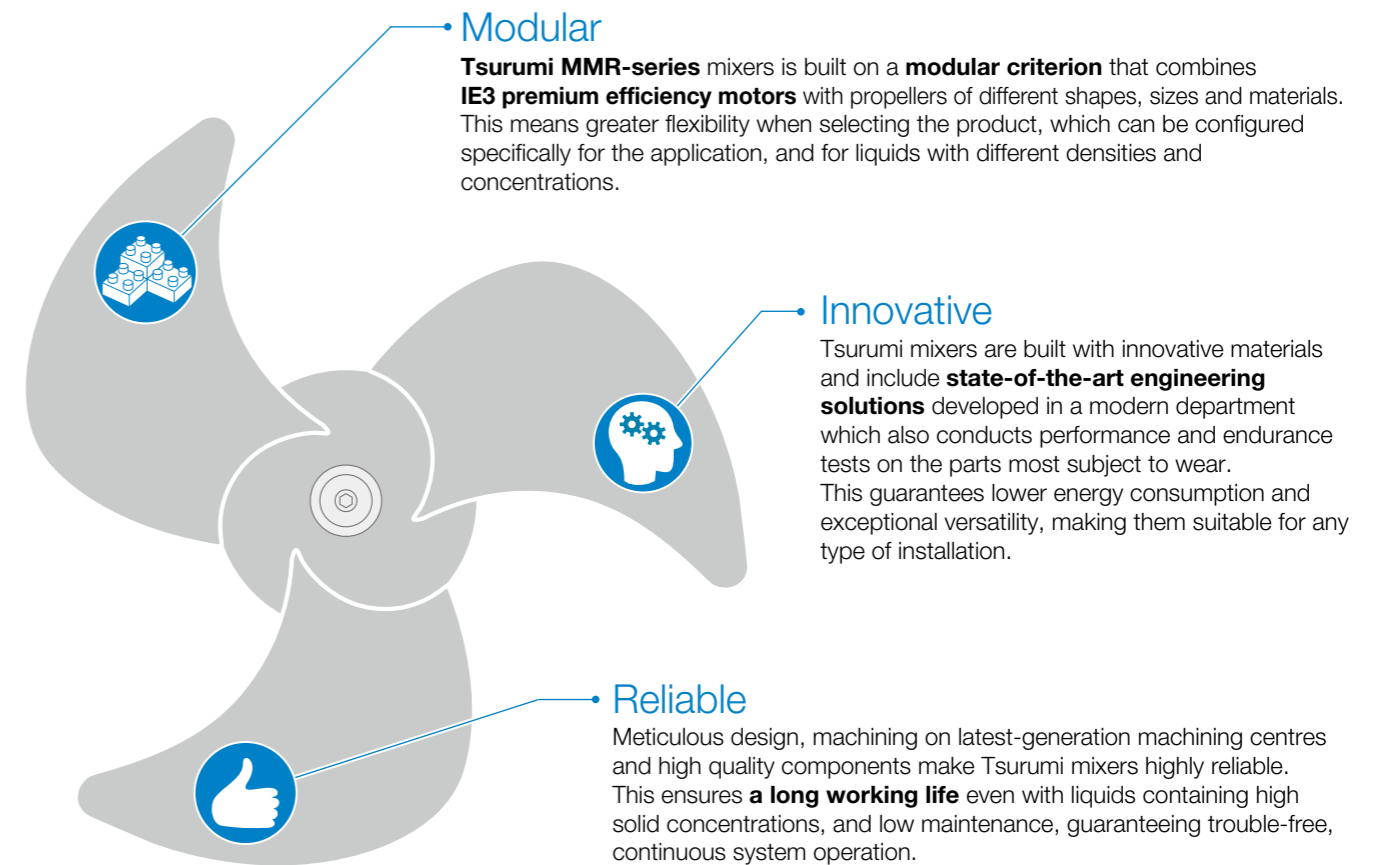 Modular
Tsurumi MMR-series mixers is built on a modular criterion that combines
IE3 premium efficiency motors with propellers of different shapes, sizes and materials.
This means greater flexibility when selecting the product, which can be configured
specifically for the application, and for liquids with different densities and
concentrations.
Innovative
Tsurumi mixers are built with innovative materials
and include state-of-the-art engineering
solutions developed in a modern department
which also conducts performance and endurance
tests on the parts most subject to wear.
This guarantees lower energy consumption and
exceptional versatility, making them suitable for any
type of installation.
Reliable
Meticulous design, machining on latest-generation machining centres
and high quality components make Tsurumi mixers highly reliable.
This ensures a long working life even with liquids containing high
solid concentrations, and low maintenance, guaranteeing trouble-free,
continuous system operation.